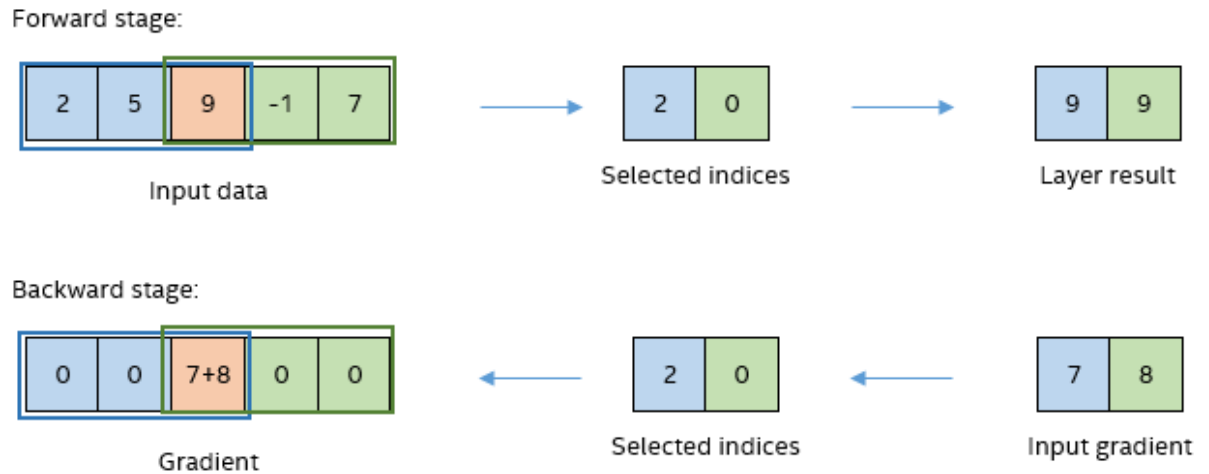 Forward stage:
2 5 9 -1 7 2 0 9 9
Selected indices Layer result
Input data
Backward stage:
0 0 7+8 0 0 2 0 7 8
Selected indices Input gradient
Gradient